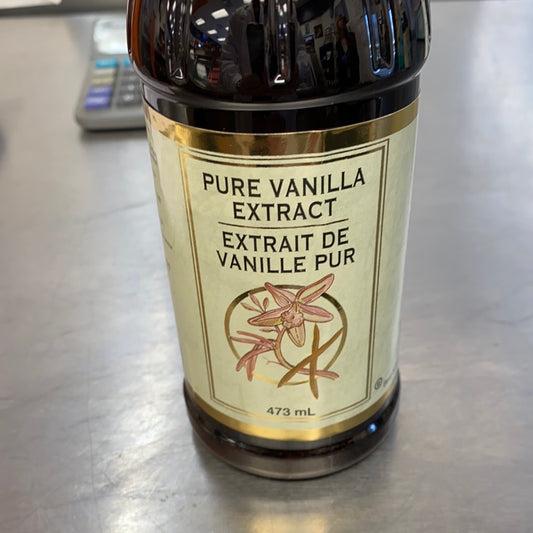 PURE VANILLA
EXTRACT
EXTRAIT DE
VANILLE PUR
473 mL